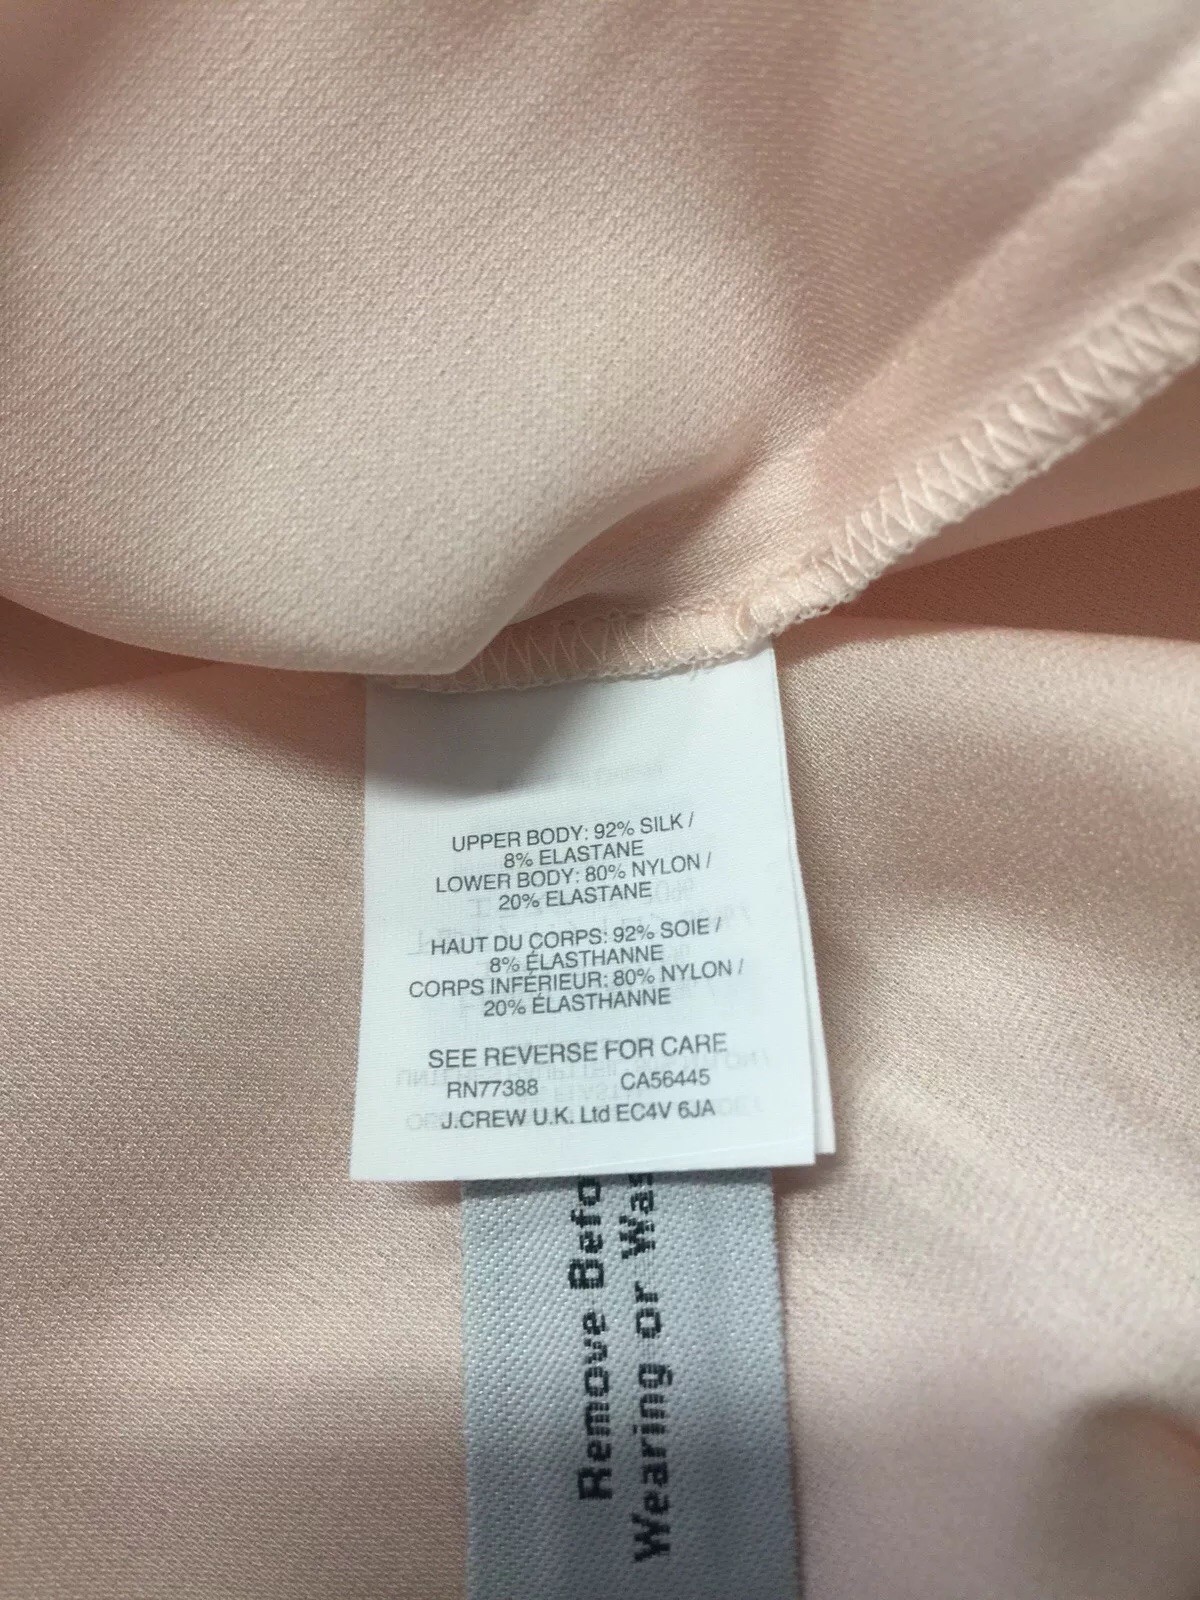 UPPER BODY: 92% SILK /
8% ELASTANE
LOWER BODY: 80% NYLON /
20% ELASTANE
HAUT DU CORPS: 92% SOIE /
8% ÉLASTHANNE
CORPS INFÉRIEUR: 80% NYLON /
20% ÉLASTHANNE
SEE REVERSE FOR CARE
RN77388 CA56445
J.CREW U.K. Ltd EC4V 6JA
Remove Befo
Wearing or Was